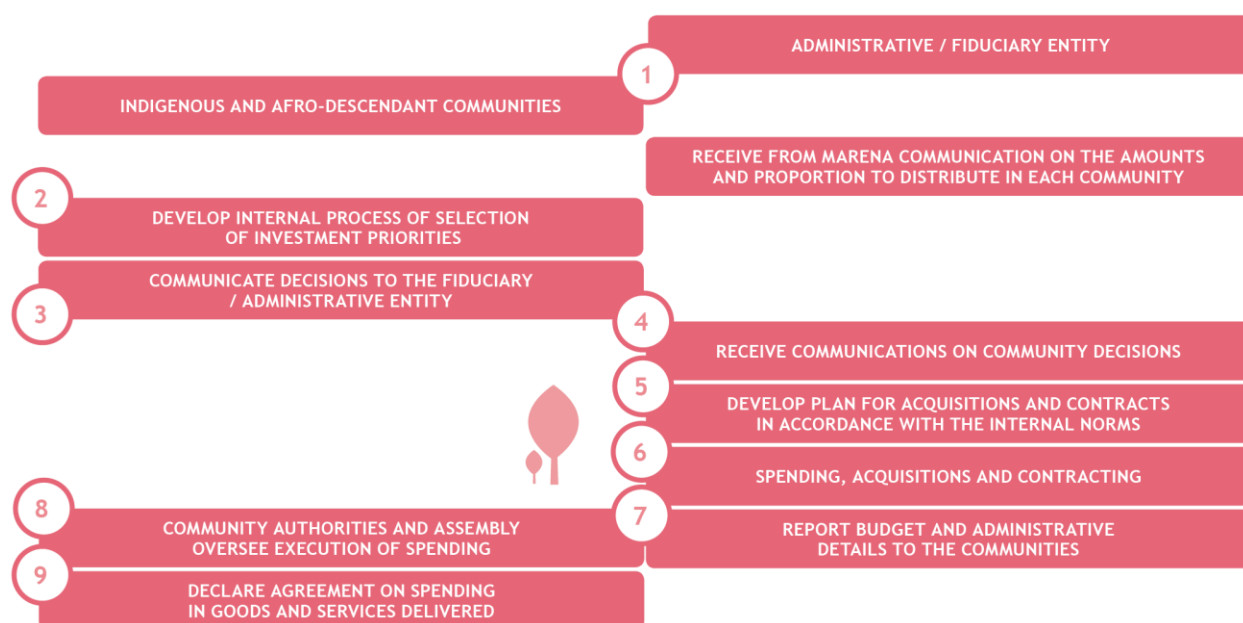 ADMINISTRATIVE / FIDUCIARY ENTITY
1
INDIGENOUS AND AFRO-DESCENDANT COMMUNITIES
RECEIVE FROM MARENA COMMUNICATION ON THE AMOUNTS
AND PROPORTION TO DISTRIBUTE IN EACH COMMUNITY
2
DEVELOP INTERNAL PROCESS OF SELECTION
OF INVESTMENT PRIORITIES
COMMUNICATE DECISIONS TO THE FIDUCIARY
/ ADMINISTRATIVE ENTITY
3
4
RECEIVE COMMUNICATIONS ON COMMUNITY DECISIONS
5
DEVELOP PLAN FOR ACQUISITIONS AND CONTRACTS
IN ACCORDANCE WITH THE INTERNAL NORMS
6
SPENDING, ACQUISITIONS AND CONTRACTING
7
REPORT BUDGET AND ADMINISTRATIVE
DETAILS TO THE COMMUNITIES
8
COMMUNITY AUTHORITIES AND ASSEMBLY
OVERSEE EXECUTION OF SPENDING
9
DECLARE AGREEMENT ON SPENDING
IN GOODS AND SERVICES DELIVERED